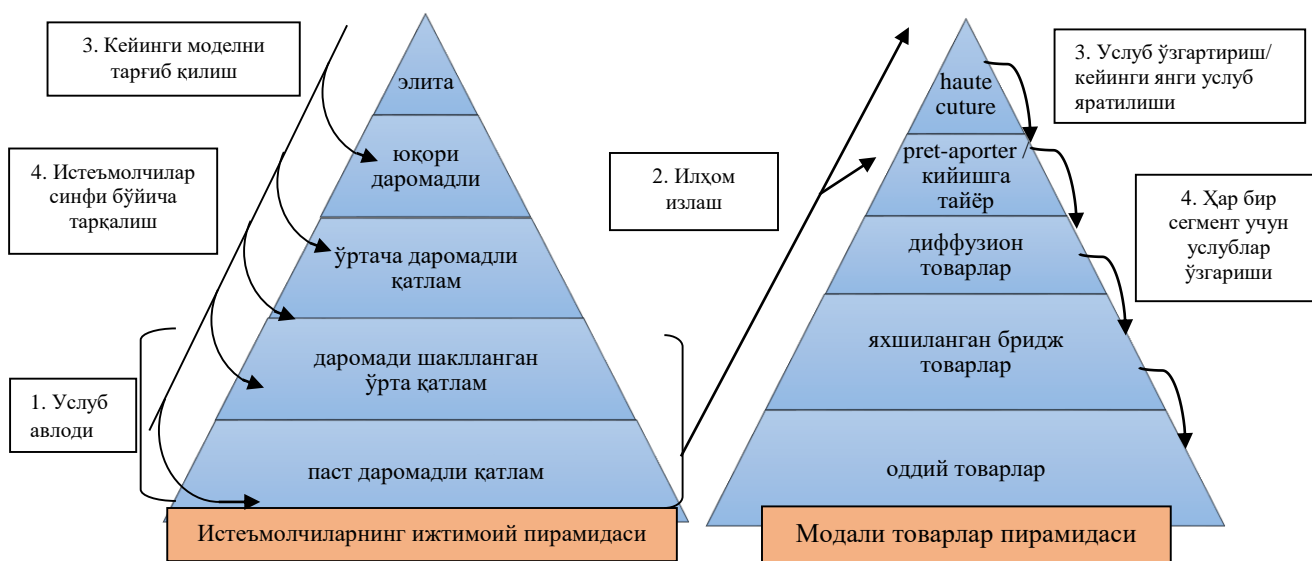 3. Кейинги моделни
тарғиб қилиш
4. Истеъмолчилар
синфи бўйича
тарқалиш
1. Услуб
авлоди
элита
юқори
даромадли
ўртача даромадли
қатлам
даромади шаклланган
ўрта қатлам
паст даромадли қатлам
Истеъмолчиларнинг ижтимоий пирамидаси
2. Илҳом
излаш
haute
cuture
pret-aporter /
кийишга
тайёр
диффузион
товарлар
яхшиланган бридж
товарлар
оддий товарлар
Модали товарлар пирамидаси
3. Услуб ўзгартириш/
кейинги янги услуб
яратилиши
4. Ҳар бир
сегмент учун
услублар
ўзгариши